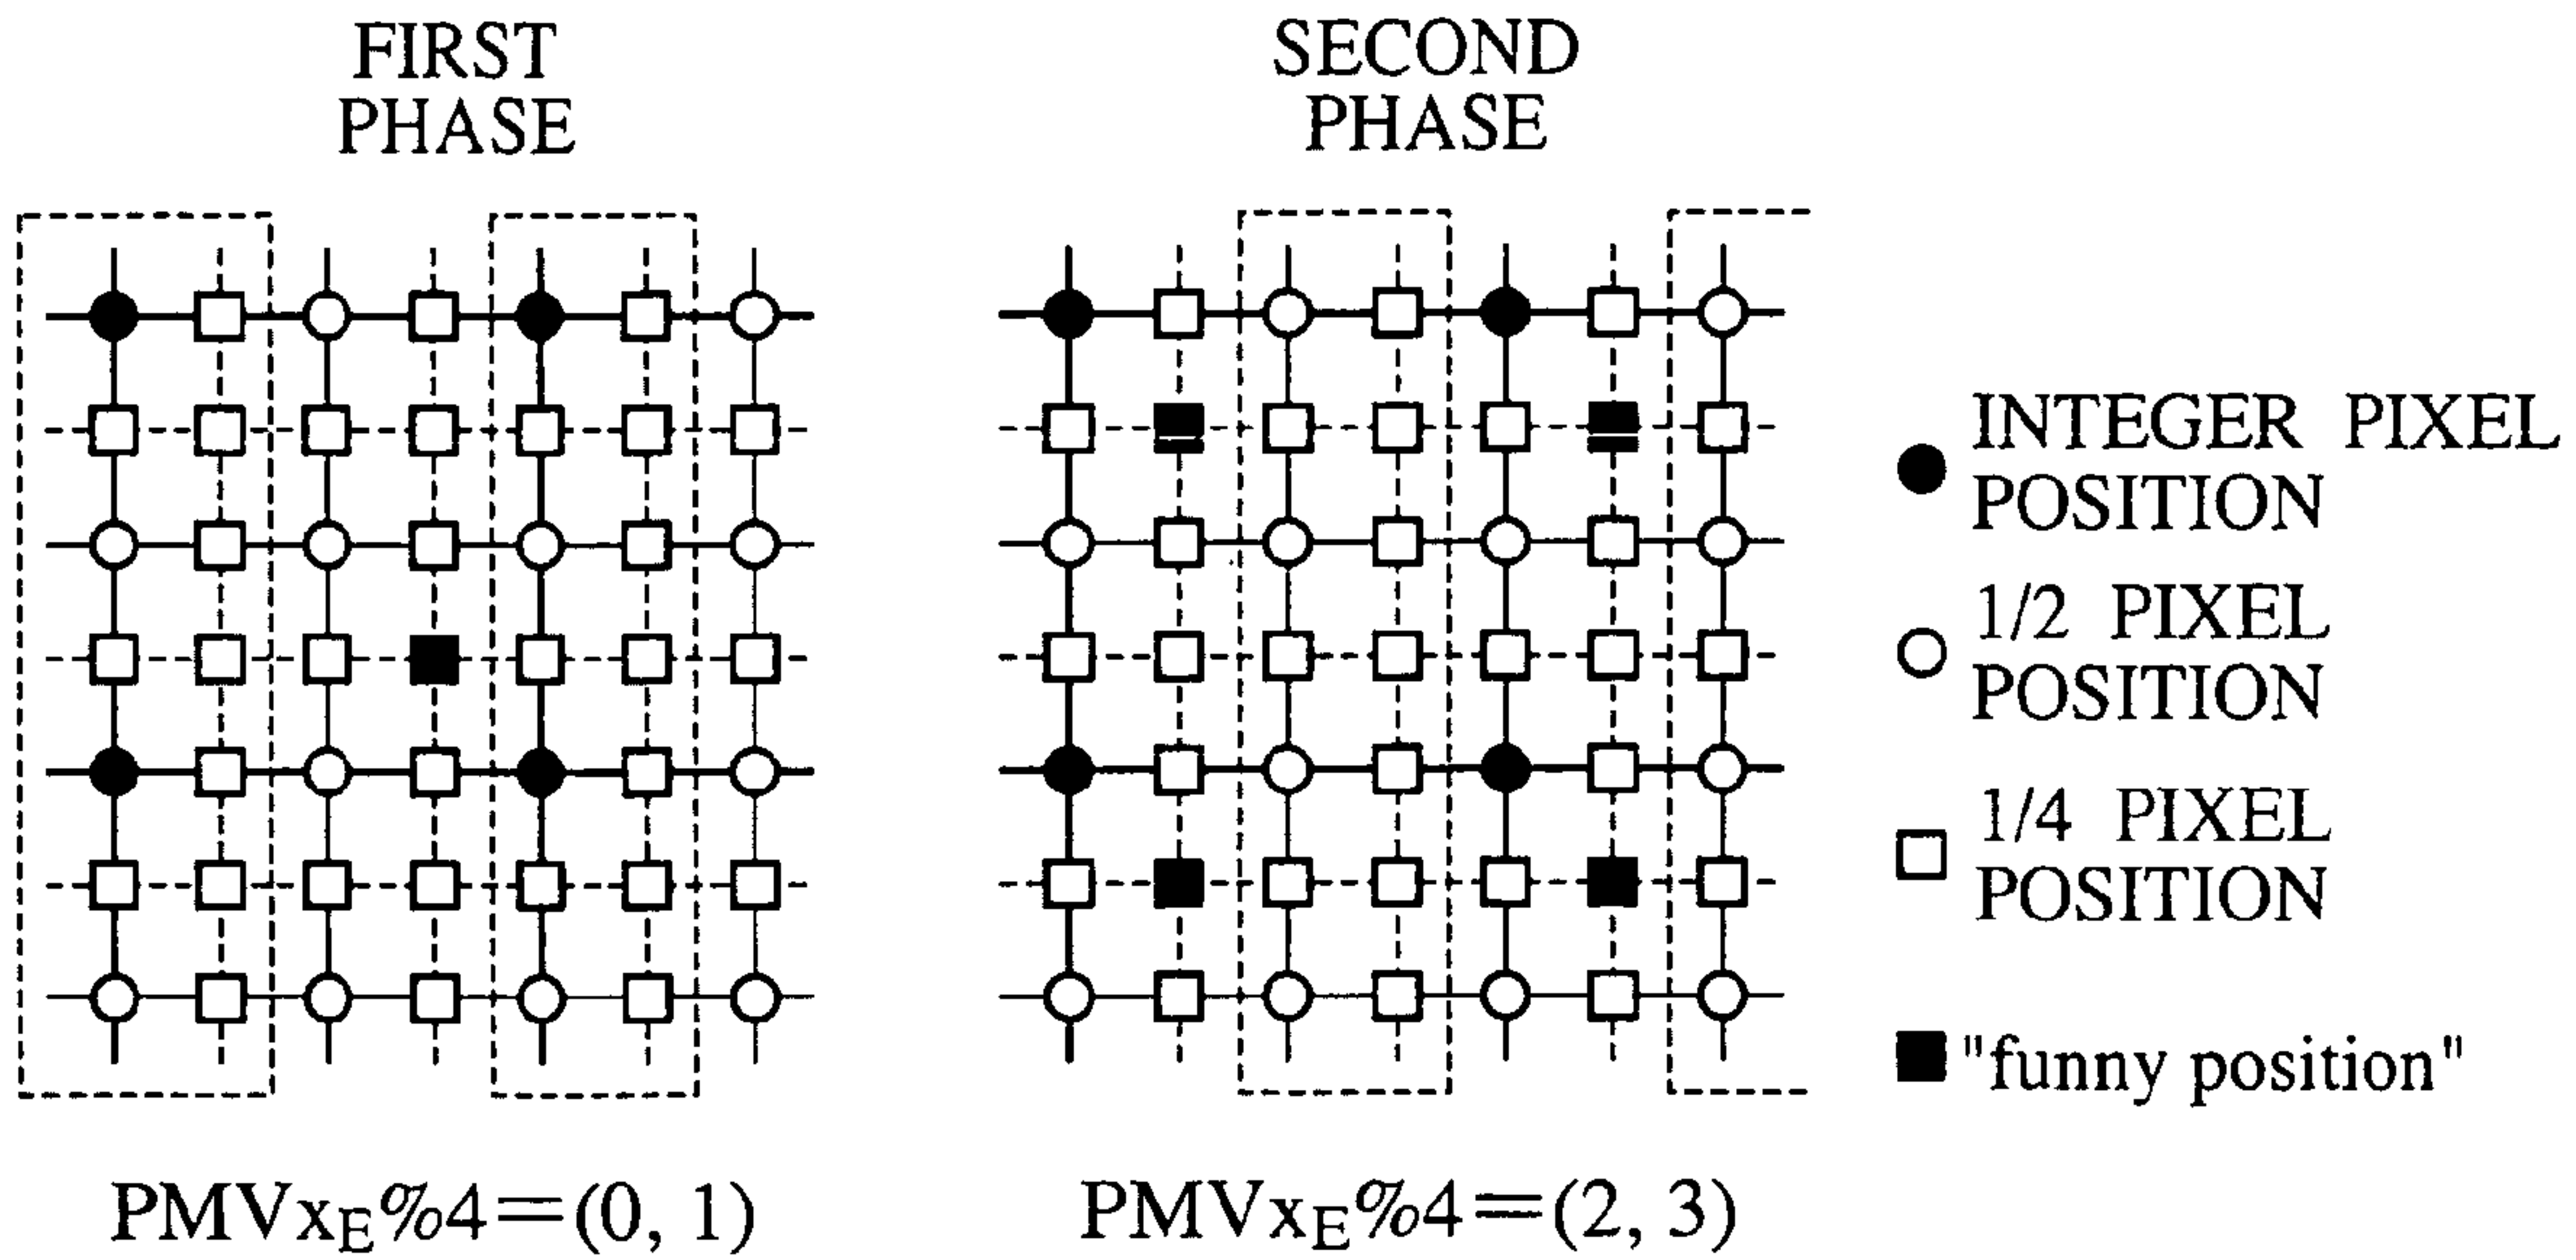 FIRST
PHASE
SECOND
PHASE
INTEGER PIXEL
POSITION
1/2 PIXEL
POSITION
1/4 PIXEL
POSITION
"funny position"
PMVxE%4=(0, 1)
PMVxE%4=(2, 3)